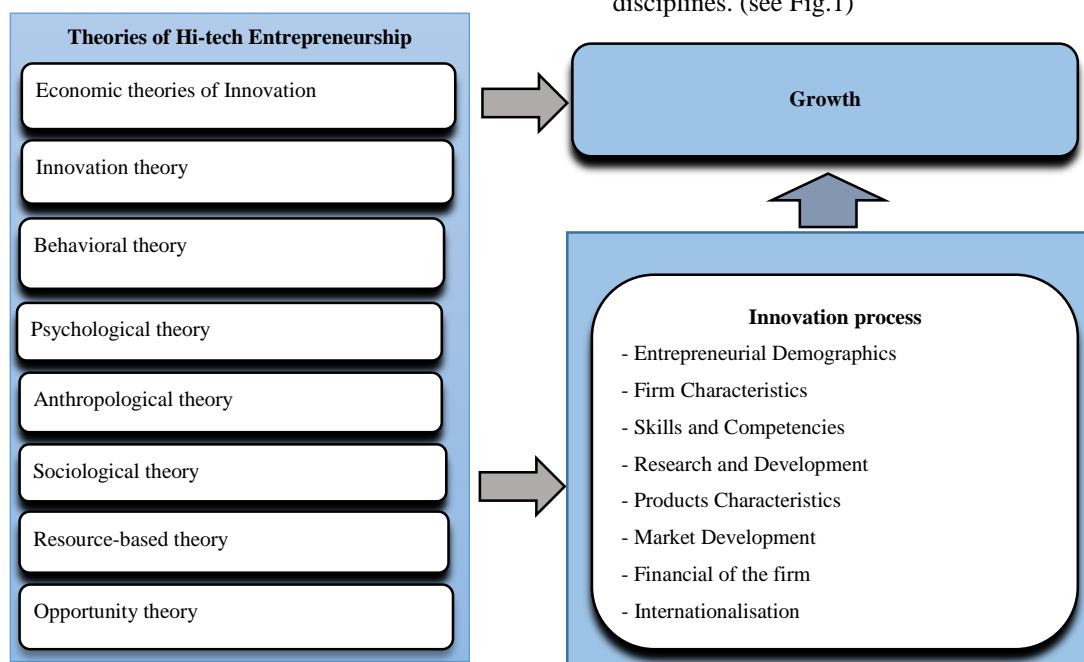 disciplines. (see Fig.1)
Theories of Hi-tech Entrepreneurship
Economic theories of Innovation
Innovation theory
Behavioral theory
Psychological theory
Anthropological theory
Sociological theory
Resource-based theory
Opportunity theory
Growth
Innovation process
- Entrepreneurial Demographics
- Firm Characteristics
- Skills and Competencies
- Research and Development
- Products Characteristics
- Market Development
- Financial of the firm
- Internationalisation